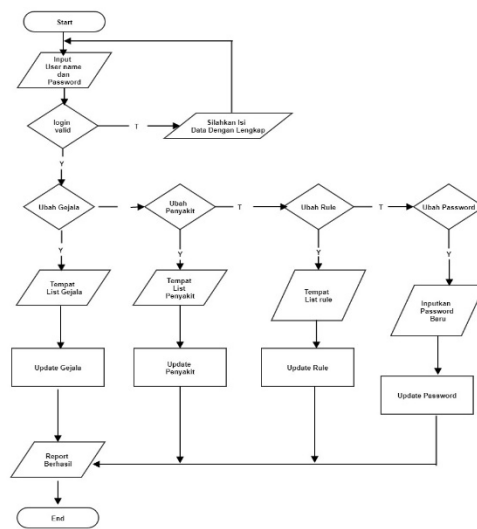 Start
Input
User name
dan
Password
login
valid
T
Silahkan Isi
Data Dengan Lengkap
Y
Ubah Gejala
Ubah
Penyakit
T
Ubah Rule
T
Ubah Password
Y
Y
Y
Y
Tempat
List Gejala
Tempat
List
Penyakit
Tempat
List rule
Inputkan
Password
Baru
Update Gejala
Update
Penyakit
Update Rule
Update Password
Report
Berhasil
End